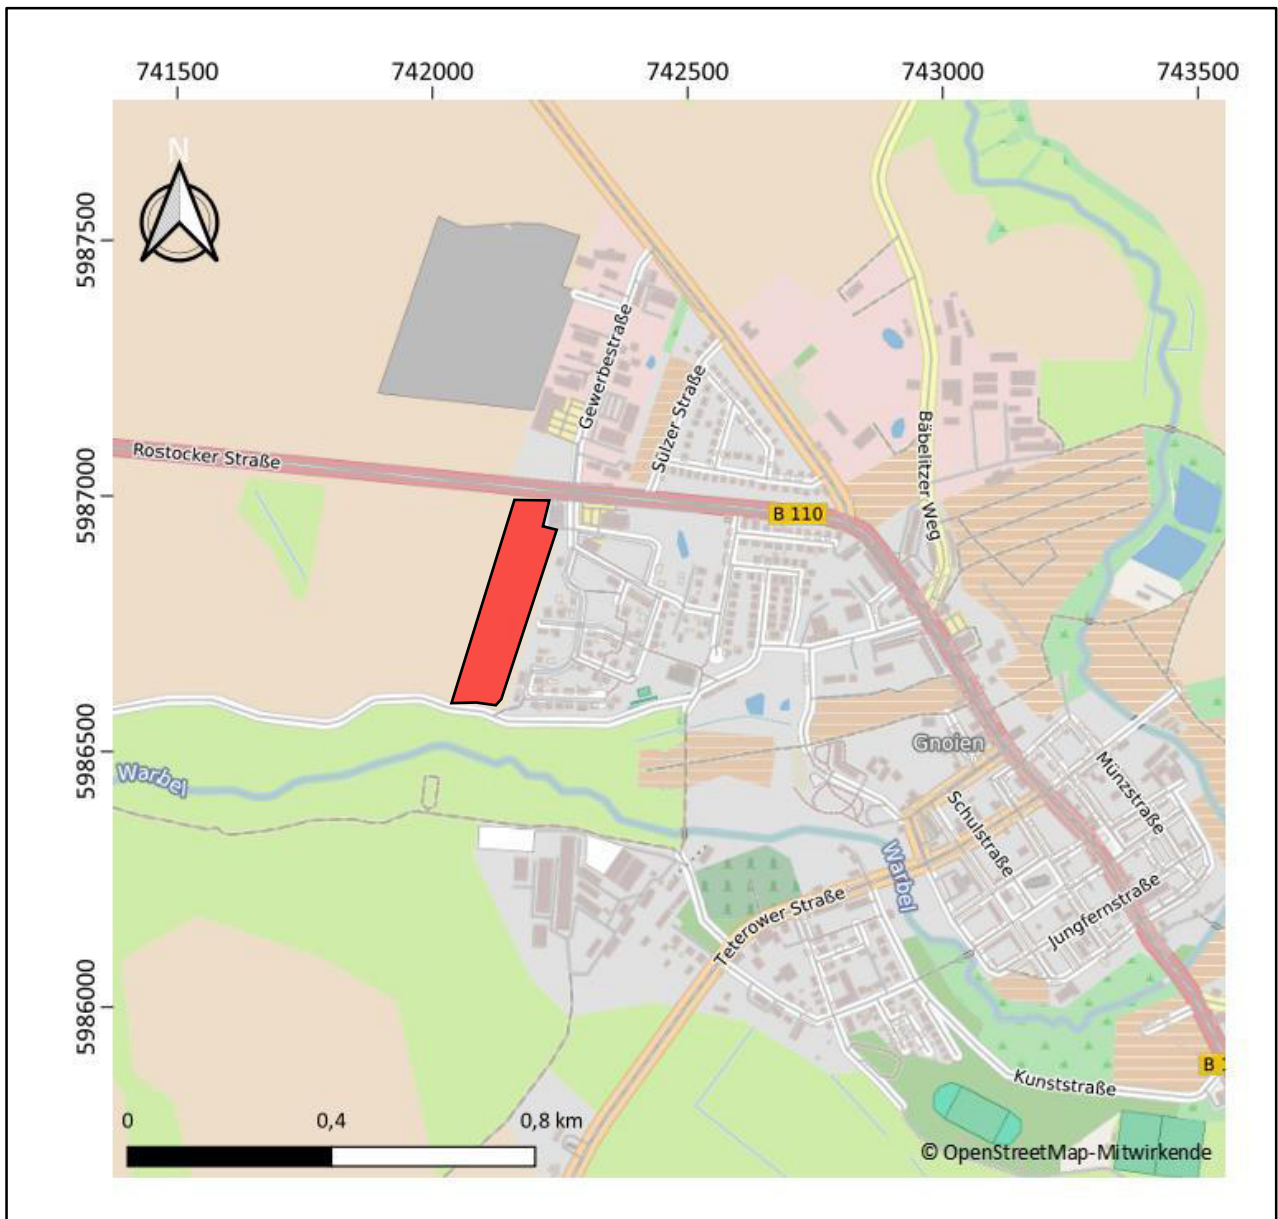 741500 742000 742500 743000 743500
N
5987500
Gewerbestraße
Sülzer Straße
Bäbelitzer Weg
Rostocker Straße
5987000
B 110
5986500
Gnoien
Warbel
Münzstraße
Schulstraße
Warbel
Jungfernstraße
Teterower Straße
5986000
Kunststraße
B 1
0 0,4 0,8 km
© OpenStreetMap-Mitwirkende